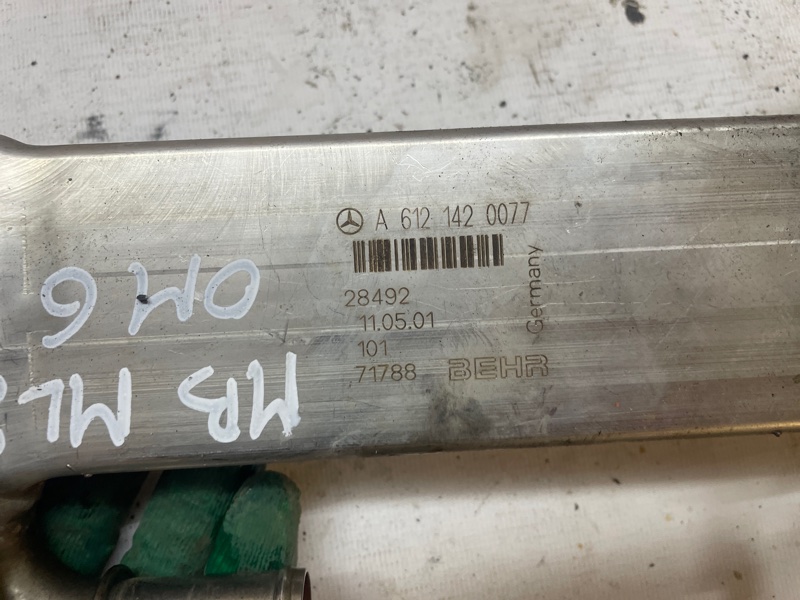 A 612 142 0077
28492
11.05.01
101
71788 BEHR
Germany
MB ML
OM6